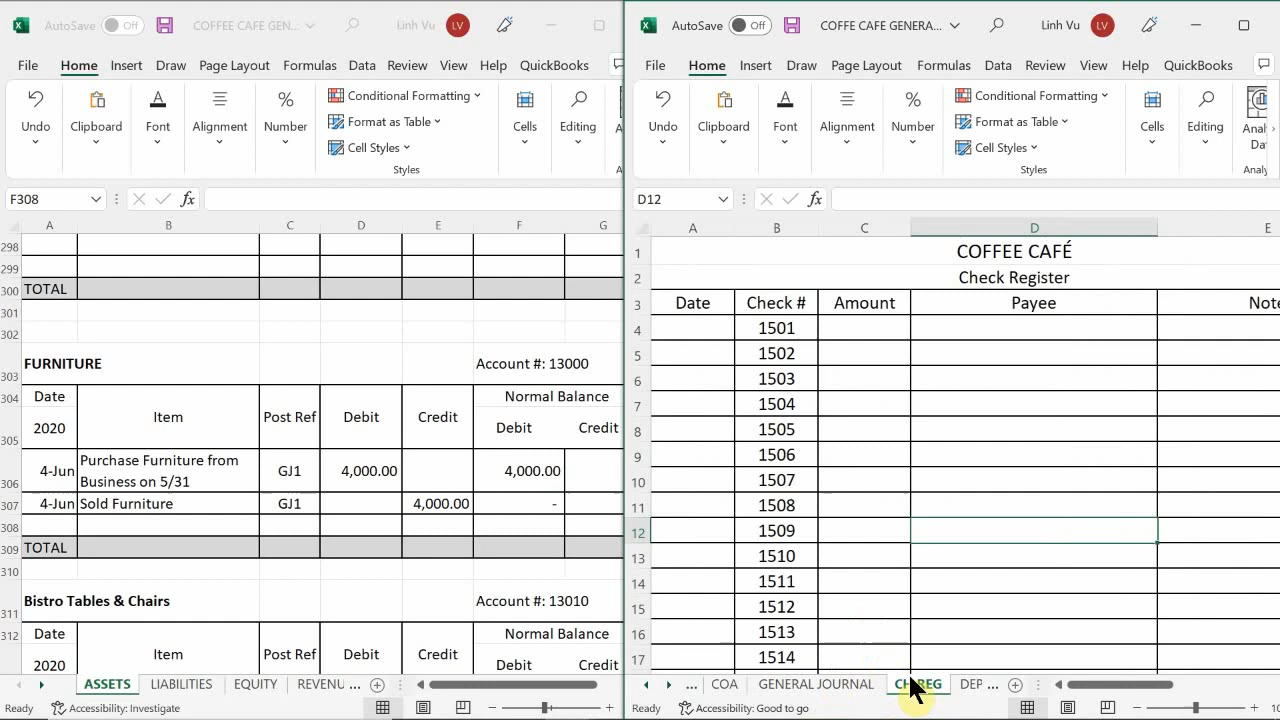 AutoSave Off COFFEE CAFE GEN... Linh Vu LV
File Home Insert Draw Page Layout Formulas Data Review View Help QuickBooks
Undo Clipboard Font Alignment Number Conditional Formatting Format as Table Cell Styles Styles Cells Editing
F308 fx
A B C D E F G
298
299
300 TOTAL
301
302
303 FURNITURE Account #: 13000
304 Date Item Post Ref Debit Credit Normal Balance
305 2020 Debit Credit
306 4-Jun Purchase Furniture from Business on 5/31 GJ1 4,000.00 4,000.00
307 4-Jun Sold Furniture GJ1 4,000.00 -
308
309 TOTAL
310
311 Bistro Tables & Chairs Account #: 13010
312 Date Item Post Ref Debit Credit Normal Balance
2020 Debit Credit
ASSETS LIABILITIES EQUITY REVENU ...
Ready Accessibility: Investigate
AutoSave Off COFFE CAFE GENERA... Linh Vu LV
File Home Insert Draw Page Layout Formulas Data Review View Help QuickBooks
Undo Clipboard Font Alignment Number Conditional Formatting Format as Table Cell Styles Styles Cells Editing
D12 fx
A B C D E
1 COFFEE CAFÉ
2 Check Register
3 Date Check # Amount Payee
4 1501
5 1502
6 1503
7 1504
8 1505
9 1506
10 1507
11 1508
12 1509
13 1510
14 1511
15 1512
16 1513
17 1514
... COA GENERAL JOURNAL DEP ...
Ready Accessibility: Good to go